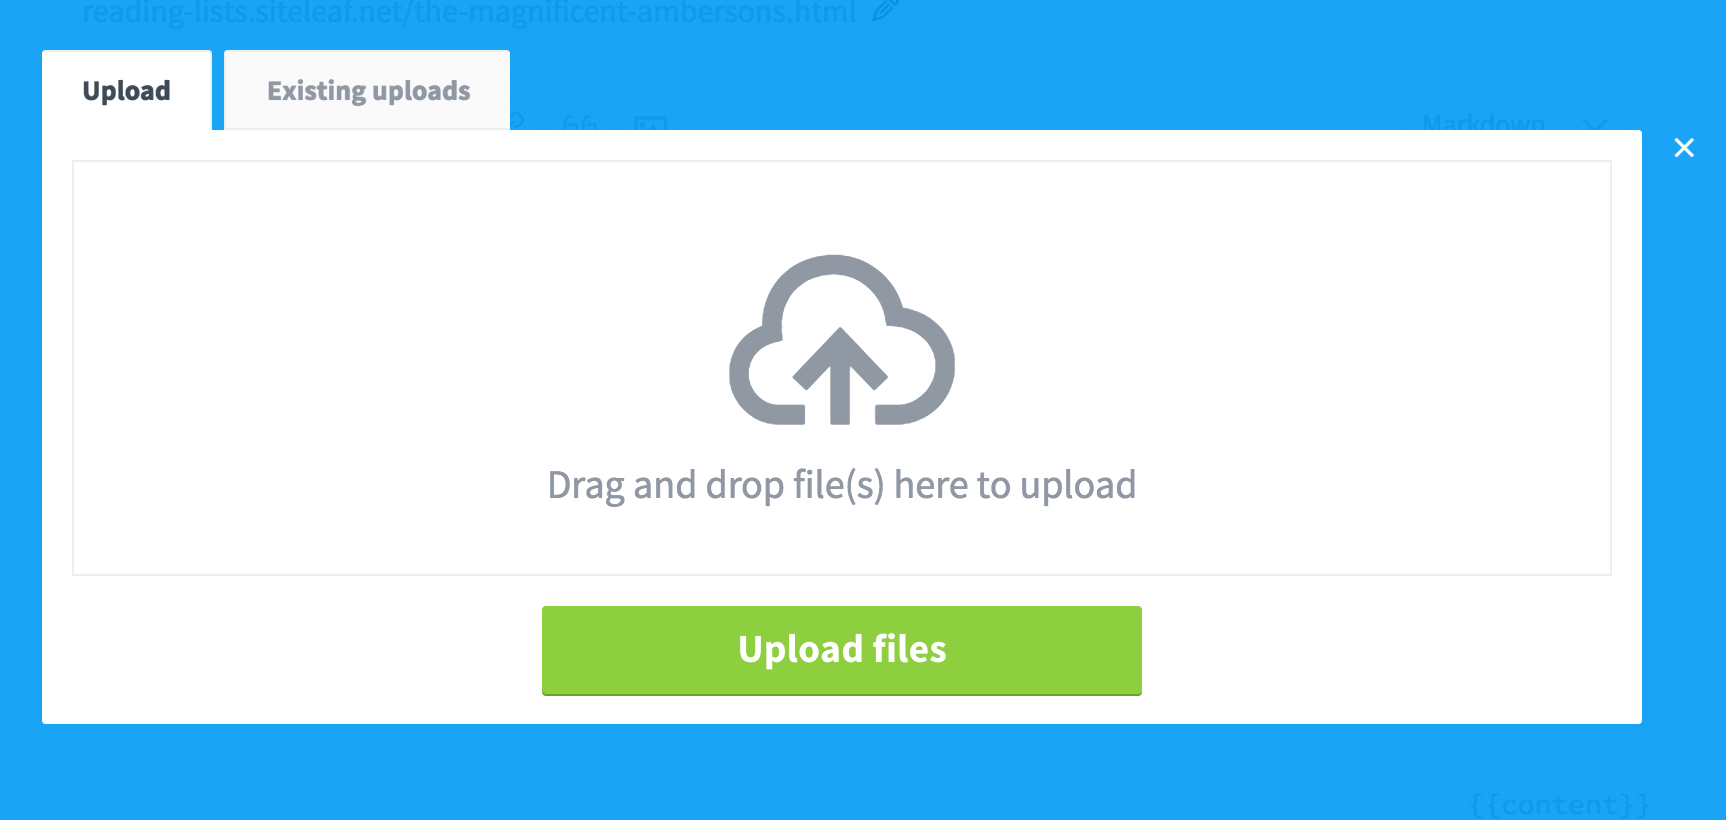 reading-lists.siteleaf.net/the-magnificent-ambersons.html
Upload
Existing uploads
Markdown
Drag and drop file(s) here to upload
Upload files
{{content}}